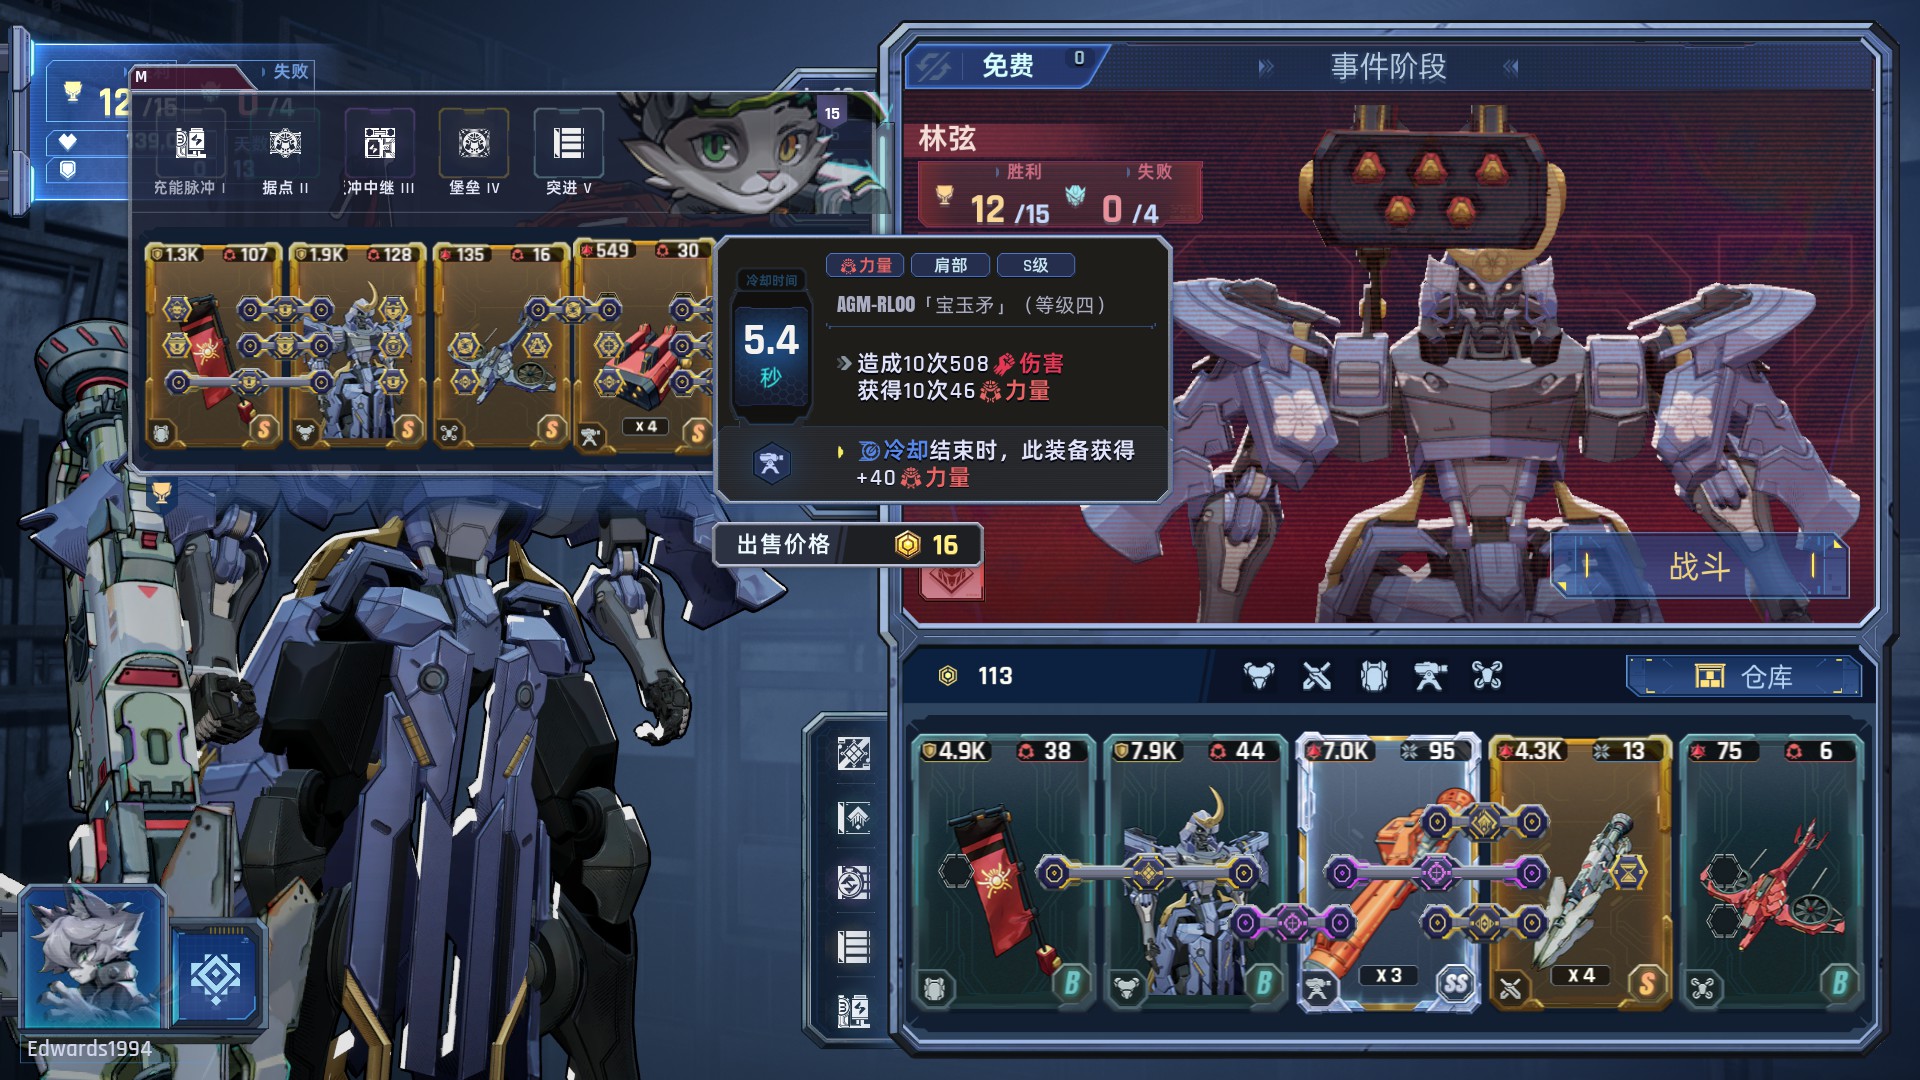 M
胜利
失败
12 /15
0 /4
15
充能脉冲 I
据点 II
冲中继 III
堡垒 IV
突进 V
1.3K
107
1.9K
128
135
16
549
30
x 4
S
S
S
S
冷却时间
5.4
秒
力量
肩部
S级
AGM-RL00「宝玉矛」（等级四）
造成10次508伤害
获得10次46力量
冷却结束时，此装备获得
+40力量
出售价格
16
免费
0
事件阶段
林弦
胜利
失败
12 /15
0 /4
战斗
113
仓库
4.9K
38
7.9K
44
7.0K
95
4.3K
13
75
6
B
B
x 3
SS
x 4
S
B
Edwards1994